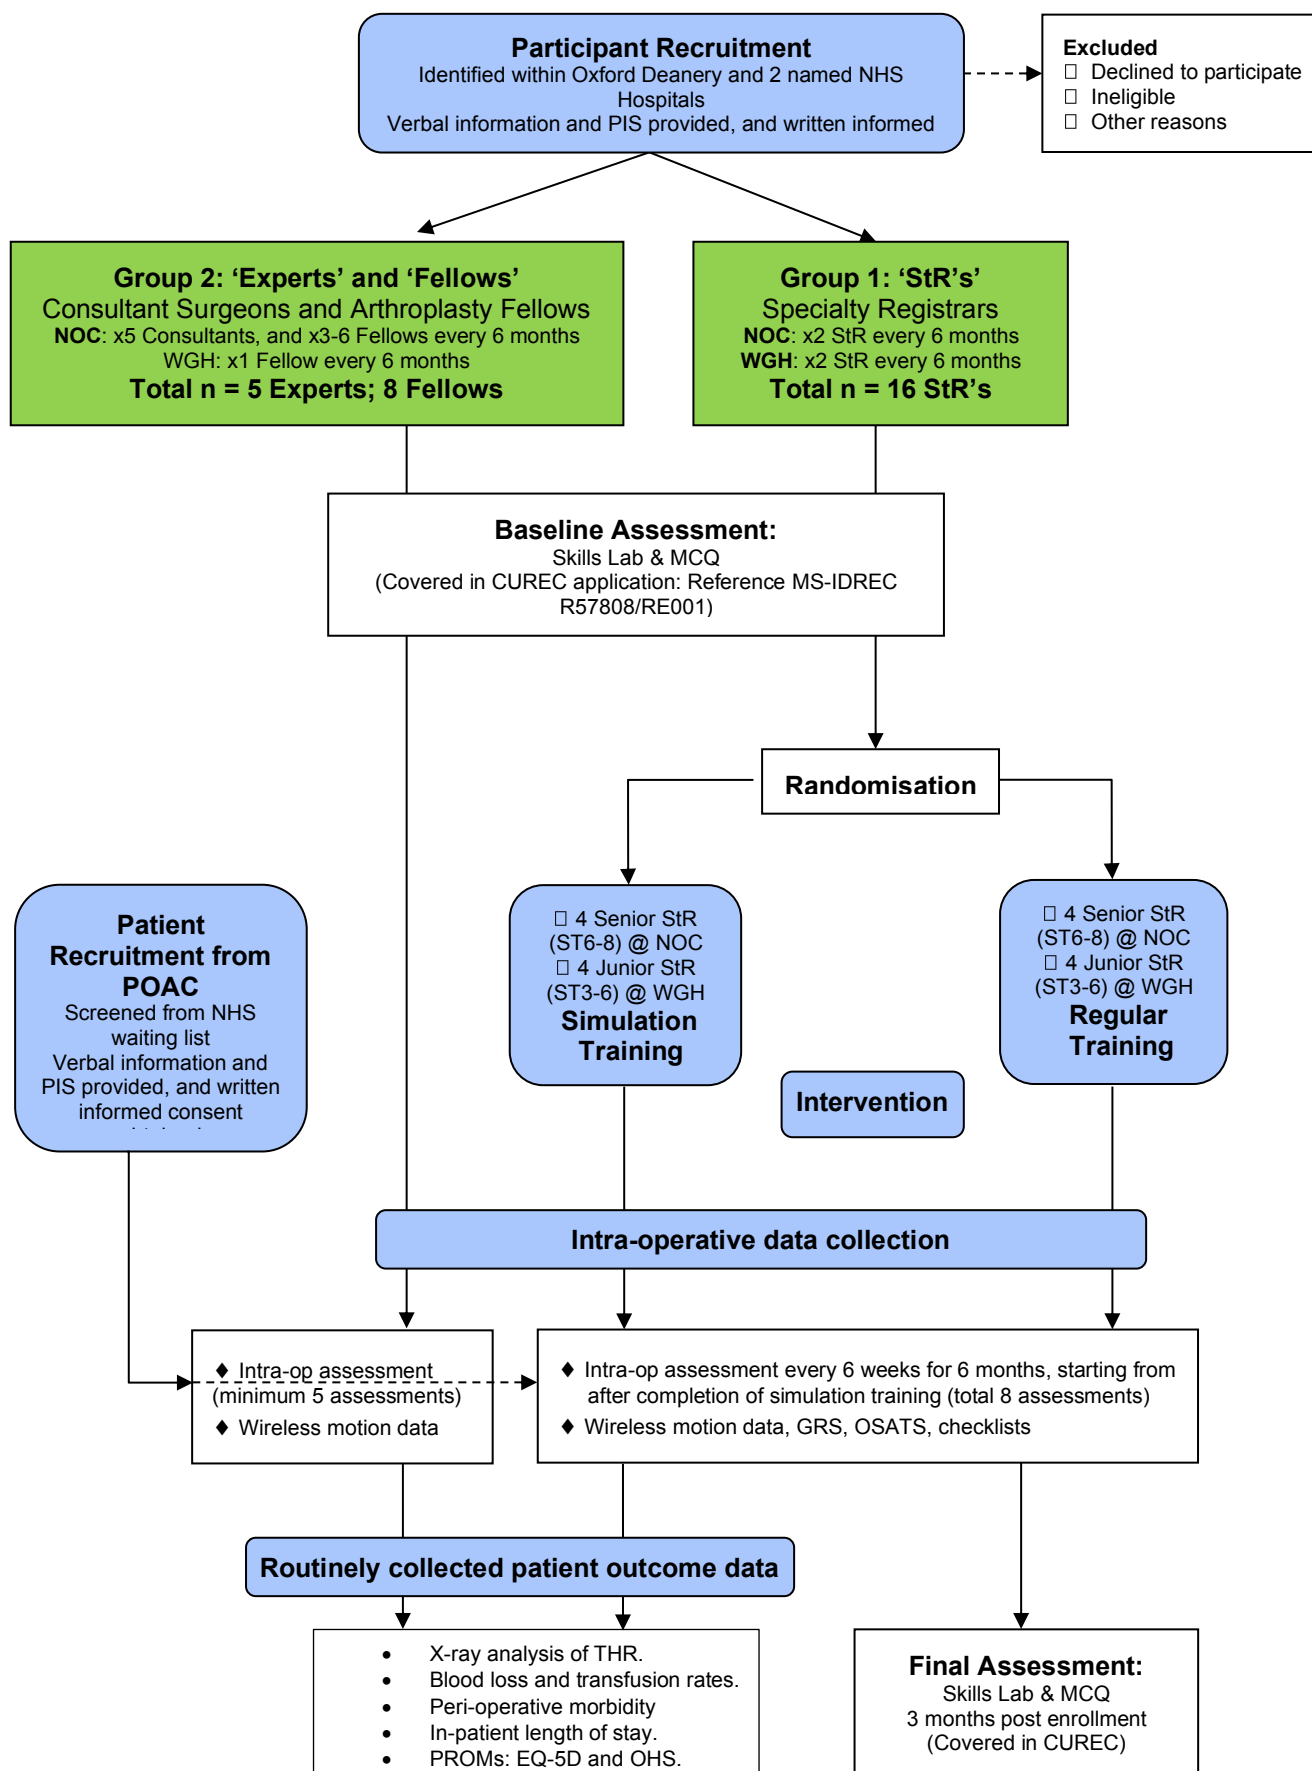 Participant Recruitment
Identified within Oxford Deanery and 2 named NHS
Hospitals
Verbal information and PIS provided, and written informed
Excluded
□ Declined to participate
□ Ineligible
□ Other reasons
Group 2: ‘Experts’ and ‘Fellows’
Consultant Surgeons and Arthroplasty Fellows
NOC: x5 Consultants, and x3-6 Fellows every 6 months
WGH: x1 Fellow every 6 months
Total n = 5 Experts; 8 Fellows
Group 1: ‘StR’s’
Specialty Registrars
NOC: x2 StR every 6 months
WGH: x2 StR every 6 months
Total n = 16 StR’s
Baseline Assessment:
Skills Lab & MCQ
(Covered in CUREC application: Reference MS-IDREC
R57808/RE001)
Randomisation
□ 4 Senior StR
(ST6-8) @ NOC
□ 4 Junior StR
(ST3-6) @ WGH
Simulation
Training
□ 4 Senior StR
(ST6-8) @ NOC
□ 4 Junior StR
(ST3-6) @ WGH
Regular
Training
Patient
Recruitment from
POAC
Screened from NHS
waiting list
Verbal information and
PIS provided, and written
informed consent
Intervention
Intra-operative data collection
♦ Intra-op assessment
(minimum 5 assessments)
♦ Wireless motion data
♦ Intra-op assessment every 6 weeks for 6 months, starting from
after completion of simulation training (total 8 assessments)
♦ Wireless motion data, GRS, OSATS, checklists
Routinely collected patient outcome data
• X-ray analysis of THR.
• Blood loss and transfusion rates.
• Peri-operative morbidity
• In-patient length of stay.
• PROMs: EQ-5D and OHS.
Final Assessment:
Skills Lab & MCQ
3 months post enrollment
(Covered in CUREC)